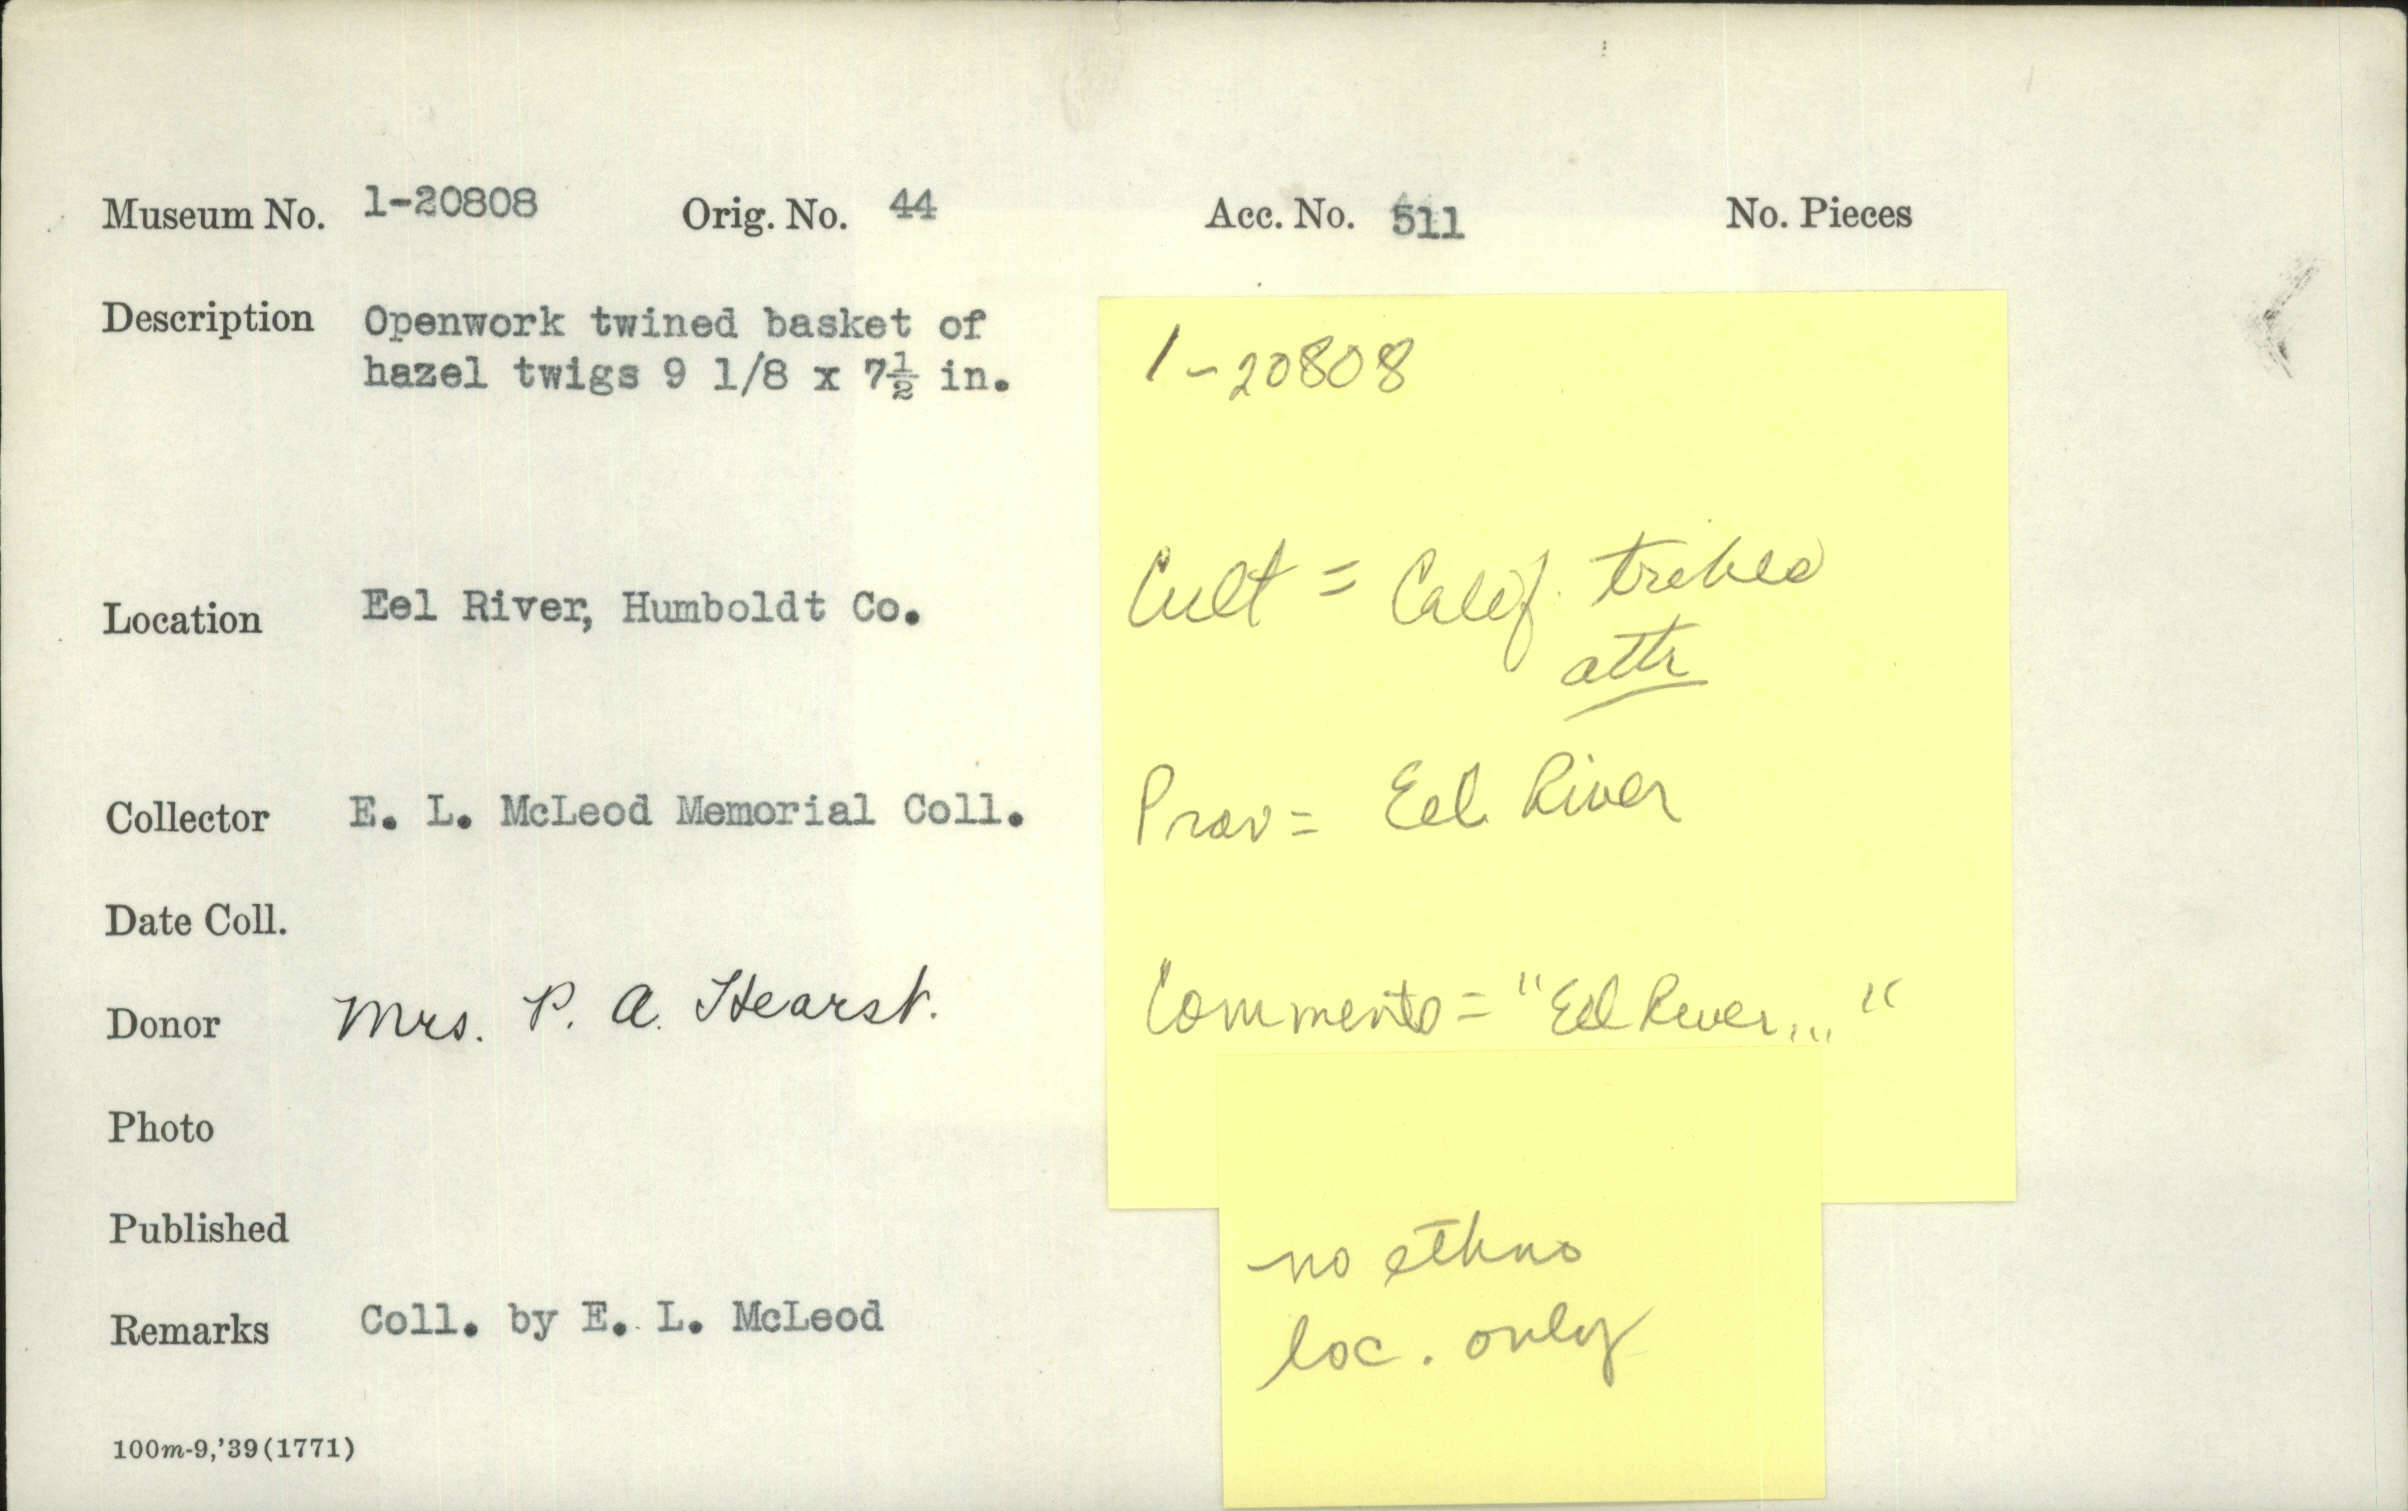 Museum No. 1-20808 Orig. No. 44 Acc. No. 511 No. Pieces
Description Openwork twined basket of
hazel twigs 9 1/8 x 7½ in.
Location Eel River, Humboldt Co.
Collector E. L. McLeod Memorial Coll.
Date Coll.
Donor Mrs. P. A. Hearst.
Photo
Published
Remarks Coll. by E. L. McLeod
100m-9,'39(1771)
1-20808
Cult = Calif. tribes
attr
Prov = Eel River
Comments = "Eel River..."
no ethno
loc. only